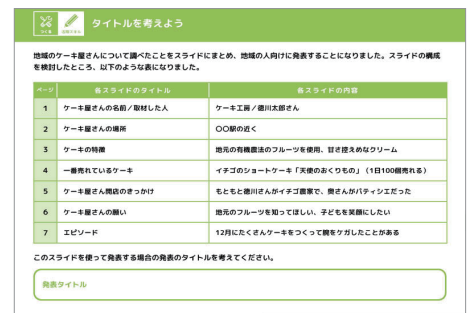 つくる
タイトルを考えよう
地域のケーキ屋さんについて調べたことをスライドにまとめ、地域の人向けに発表することになりました。スライドの構成
を検討したところ、以下のような表になりました。
ページ 各スライドのタイトル 各スライドの内容
1 ケーキ屋さんの名前/取材した人 ケーキ工房/徳川太郎さん
2 ケーキ屋さんの場所 〇〇駅の近く
3 ケーキの特徴 地元の有機農法のフルーツを使用、甘さ控えめなクリーム
4 一番売れているケーキ イチゴのショートケーキ「天使のおくりもの」(1日100個売れる)
5 ケーキ屋さん開店のきっかけ もともと徳川さんがイチゴ農家で、奥さんがパティシエだった
6 ケーキ屋さんの願い 地元のフルーツを知ってほしい、子どもを笑顔にしたい
7 エピソード 12月にたくさんケーキをつくって腕をケガしたことがある
このスライドを使って発表する場合の発表のタイトルを考えてください。
発表タイトル